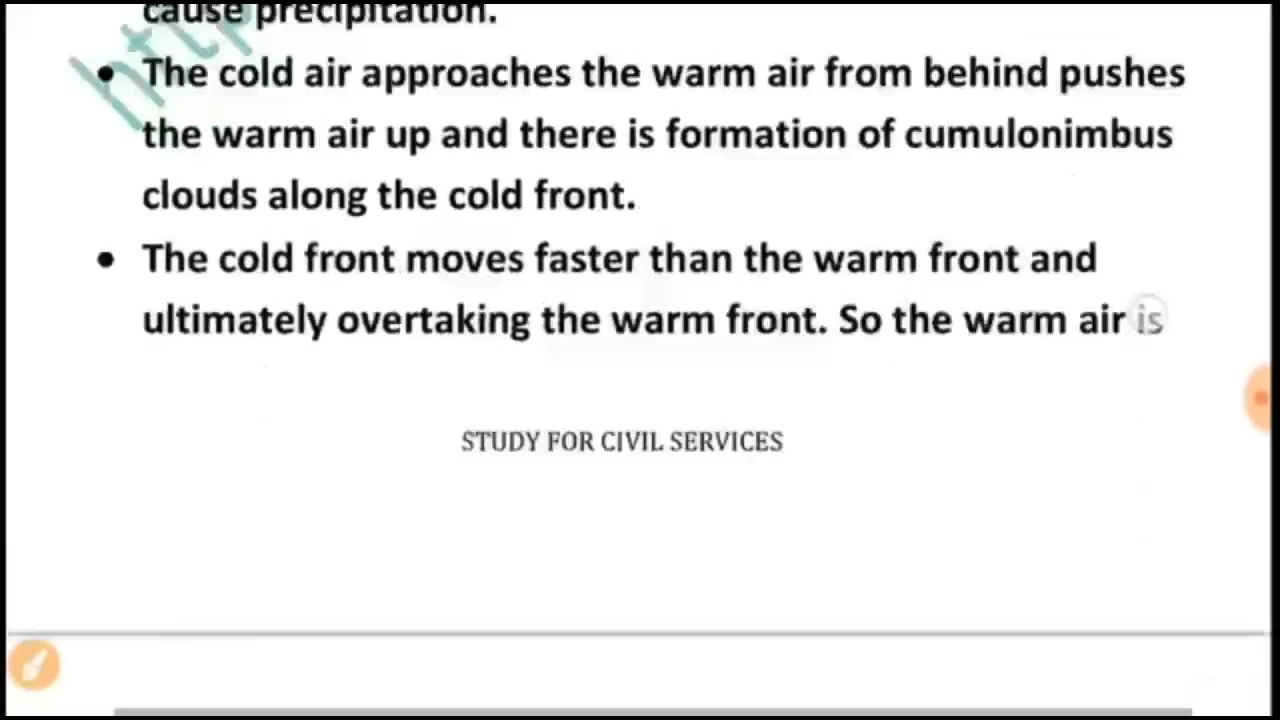 cause precipitation.
http
• The cold air approaches the warm air from behind pushes
the warm air up and there is formation of cumulonimbus
clouds along the cold front.
• The cold front moves faster than the warm front and
ultimately overtaking the warm front. So the warm air is
STUDY FOR CIVIL SERVICES